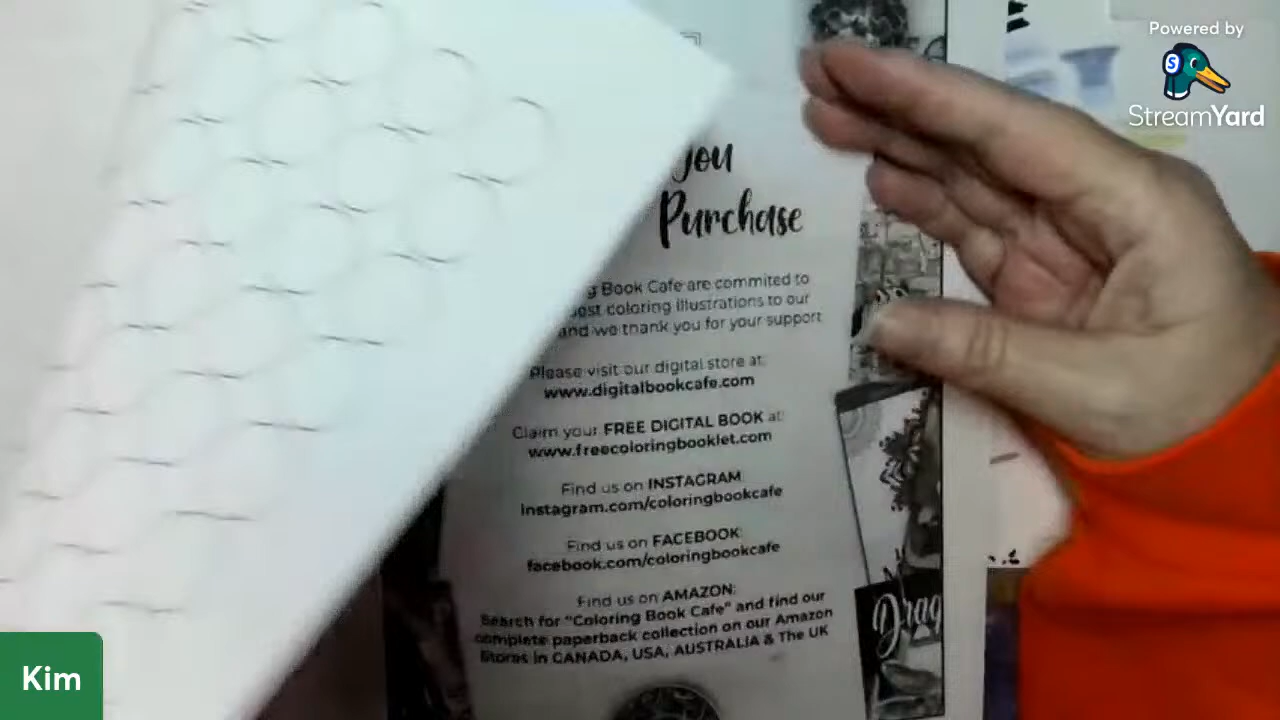 Powered by
StreamYard
you
Purchase
Book Cafe are commited to
coloring illustrations to our
and we thank you for your support
Please visit our digital store at:
www.digitalbookcafe.com
Claim your FREE DIGITAL BOOK at:
www.freecoloringbooklet.com
Find us on INSTAGRAM:
instagram.com/coloringbookcafe
Find us on FACEBOOK:
facebook.com/coloringbookcafe
Find us on AMAZON:
Search for "Coloring Book Cafe" and find our
complete paperback collection on our Amazon
Stores in CANADA, USA, AUSTRALIA & The UK
Drag
Kim